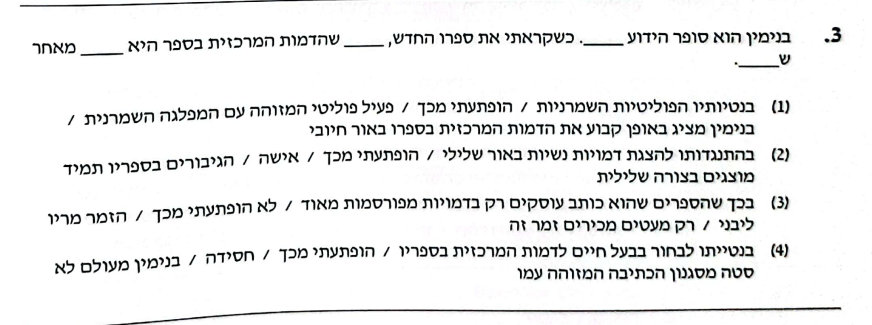 3. בנימין הוא סופר הידוע _____. כשקראתי את ספרו החדש, _____ שהדמות המרכזית בספר היא _____ מאחר
ש_____.
(1) בנטיותיו הפוליטיות השמרניות / הופתעתי מכך / פעיל פוליטי המזוהה עם המפלגה השמרנית /
בנימין מציג באופן קבוע את הדמות המרכזית בספרו באור חיובי
(2) בהתנגדותו להצגת דמויות נשיות באור שלילי / הופתעתי מכך / אישה / הגיבורים בספריו תמיד
מוצגים בצורה שלילית
(3) בכך שהספרים שהוא כותב עוסקים רק בדמויות מפורסמות מאוד / לא הופתעתי מכך / הזמר מריו
ליבני / רק מעטים מכירים זמר זה
(4) בנטייתו לבחור בבעל חיים לדמות המרכזית בספריו / הופתעתי מכך / חסידה / בנימין מעולם לא
סטה מסגנון הכתיבה המזוהה עמו